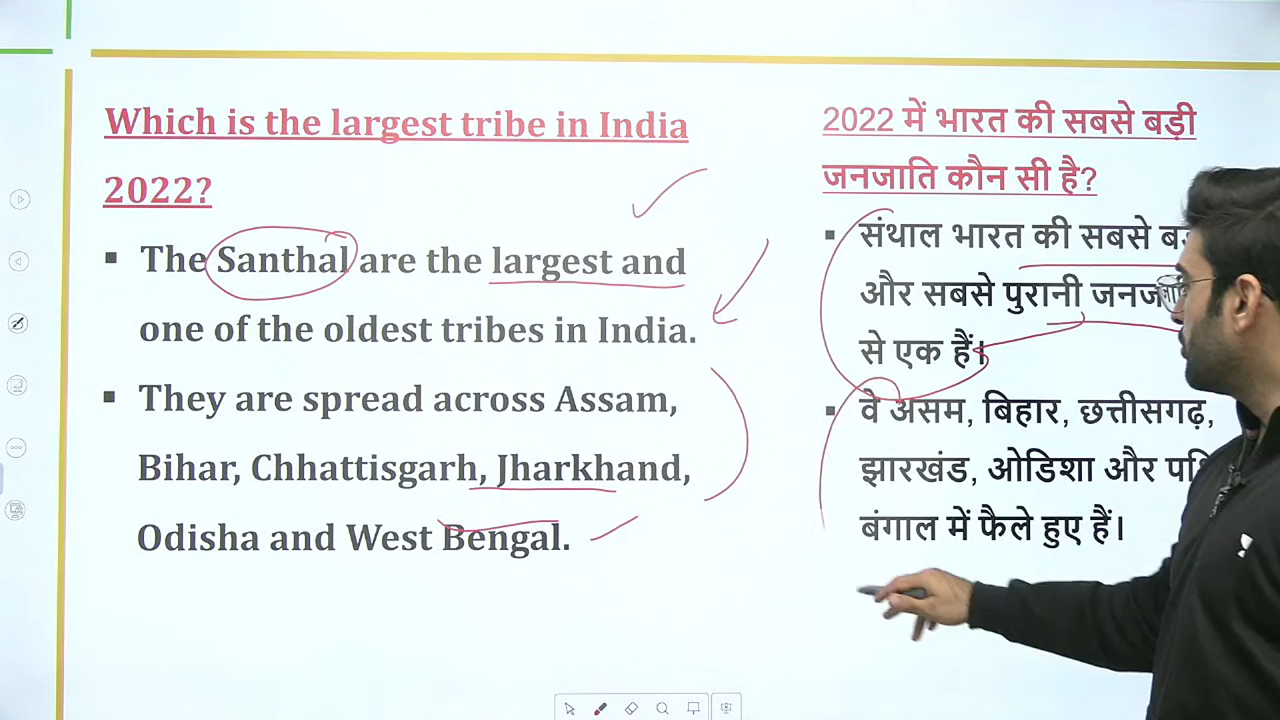 Which is the largest tribe in India
2022?
▪ The Santhal are the largest and
one of the oldest tribes in India.
▪ They are spread across Assam,
Bihar, Chhattisgarh, Jharkhand,
Odisha and West Bengal.
2022 में भारत की सबसे बड़ी
जनजाति कौन सी है?
▪ संथाल भारत की सबसे
और सबसे पुरानी
से एक हैं।
▪ वे असम, बिहार, छत्तीसगढ़,
झारखंड, ओडिशा और
बंगाल में फैले हुए हैं।